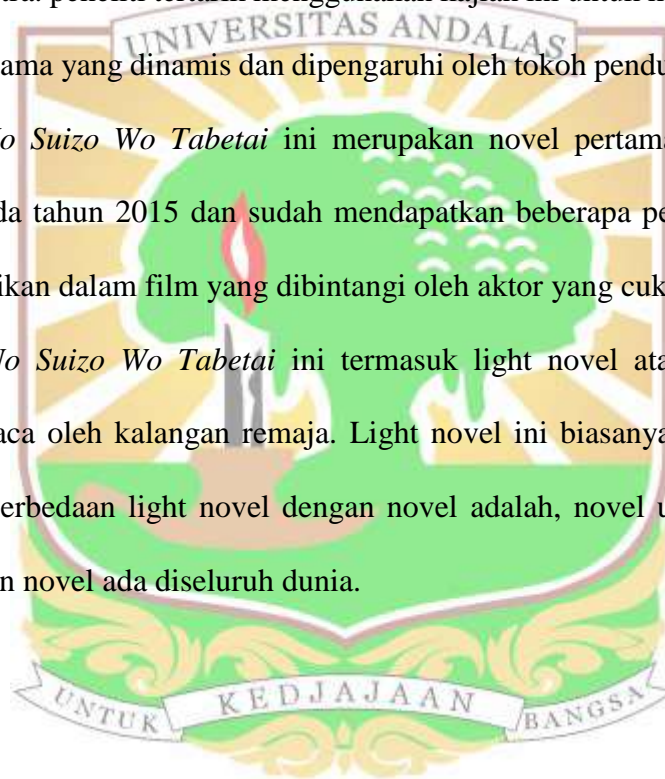 tra. peneliti tertarik menggunakan kajian ini untuk
UNIVERSITAS ANDALAS
ama yang dinamis dan dipengaruhi oleh tokoh pendu
No Suizo Wo Tabetai ini merupakan novel pertama
da tahun 2015 dan sudah mendapatkan beberapa pe
ikan dalam film yang dibintangi oleh aktor yang cuk
No Suizo Wo Tabetai ini termasuk light novel ata
aca oleh kalangan remaja. Light novel ini biasanya
erbedaan light novel dengan novel adalah, novel u
n novel ada diseluruh dunia.
UNTUK KEDJAJAAN BANGSA